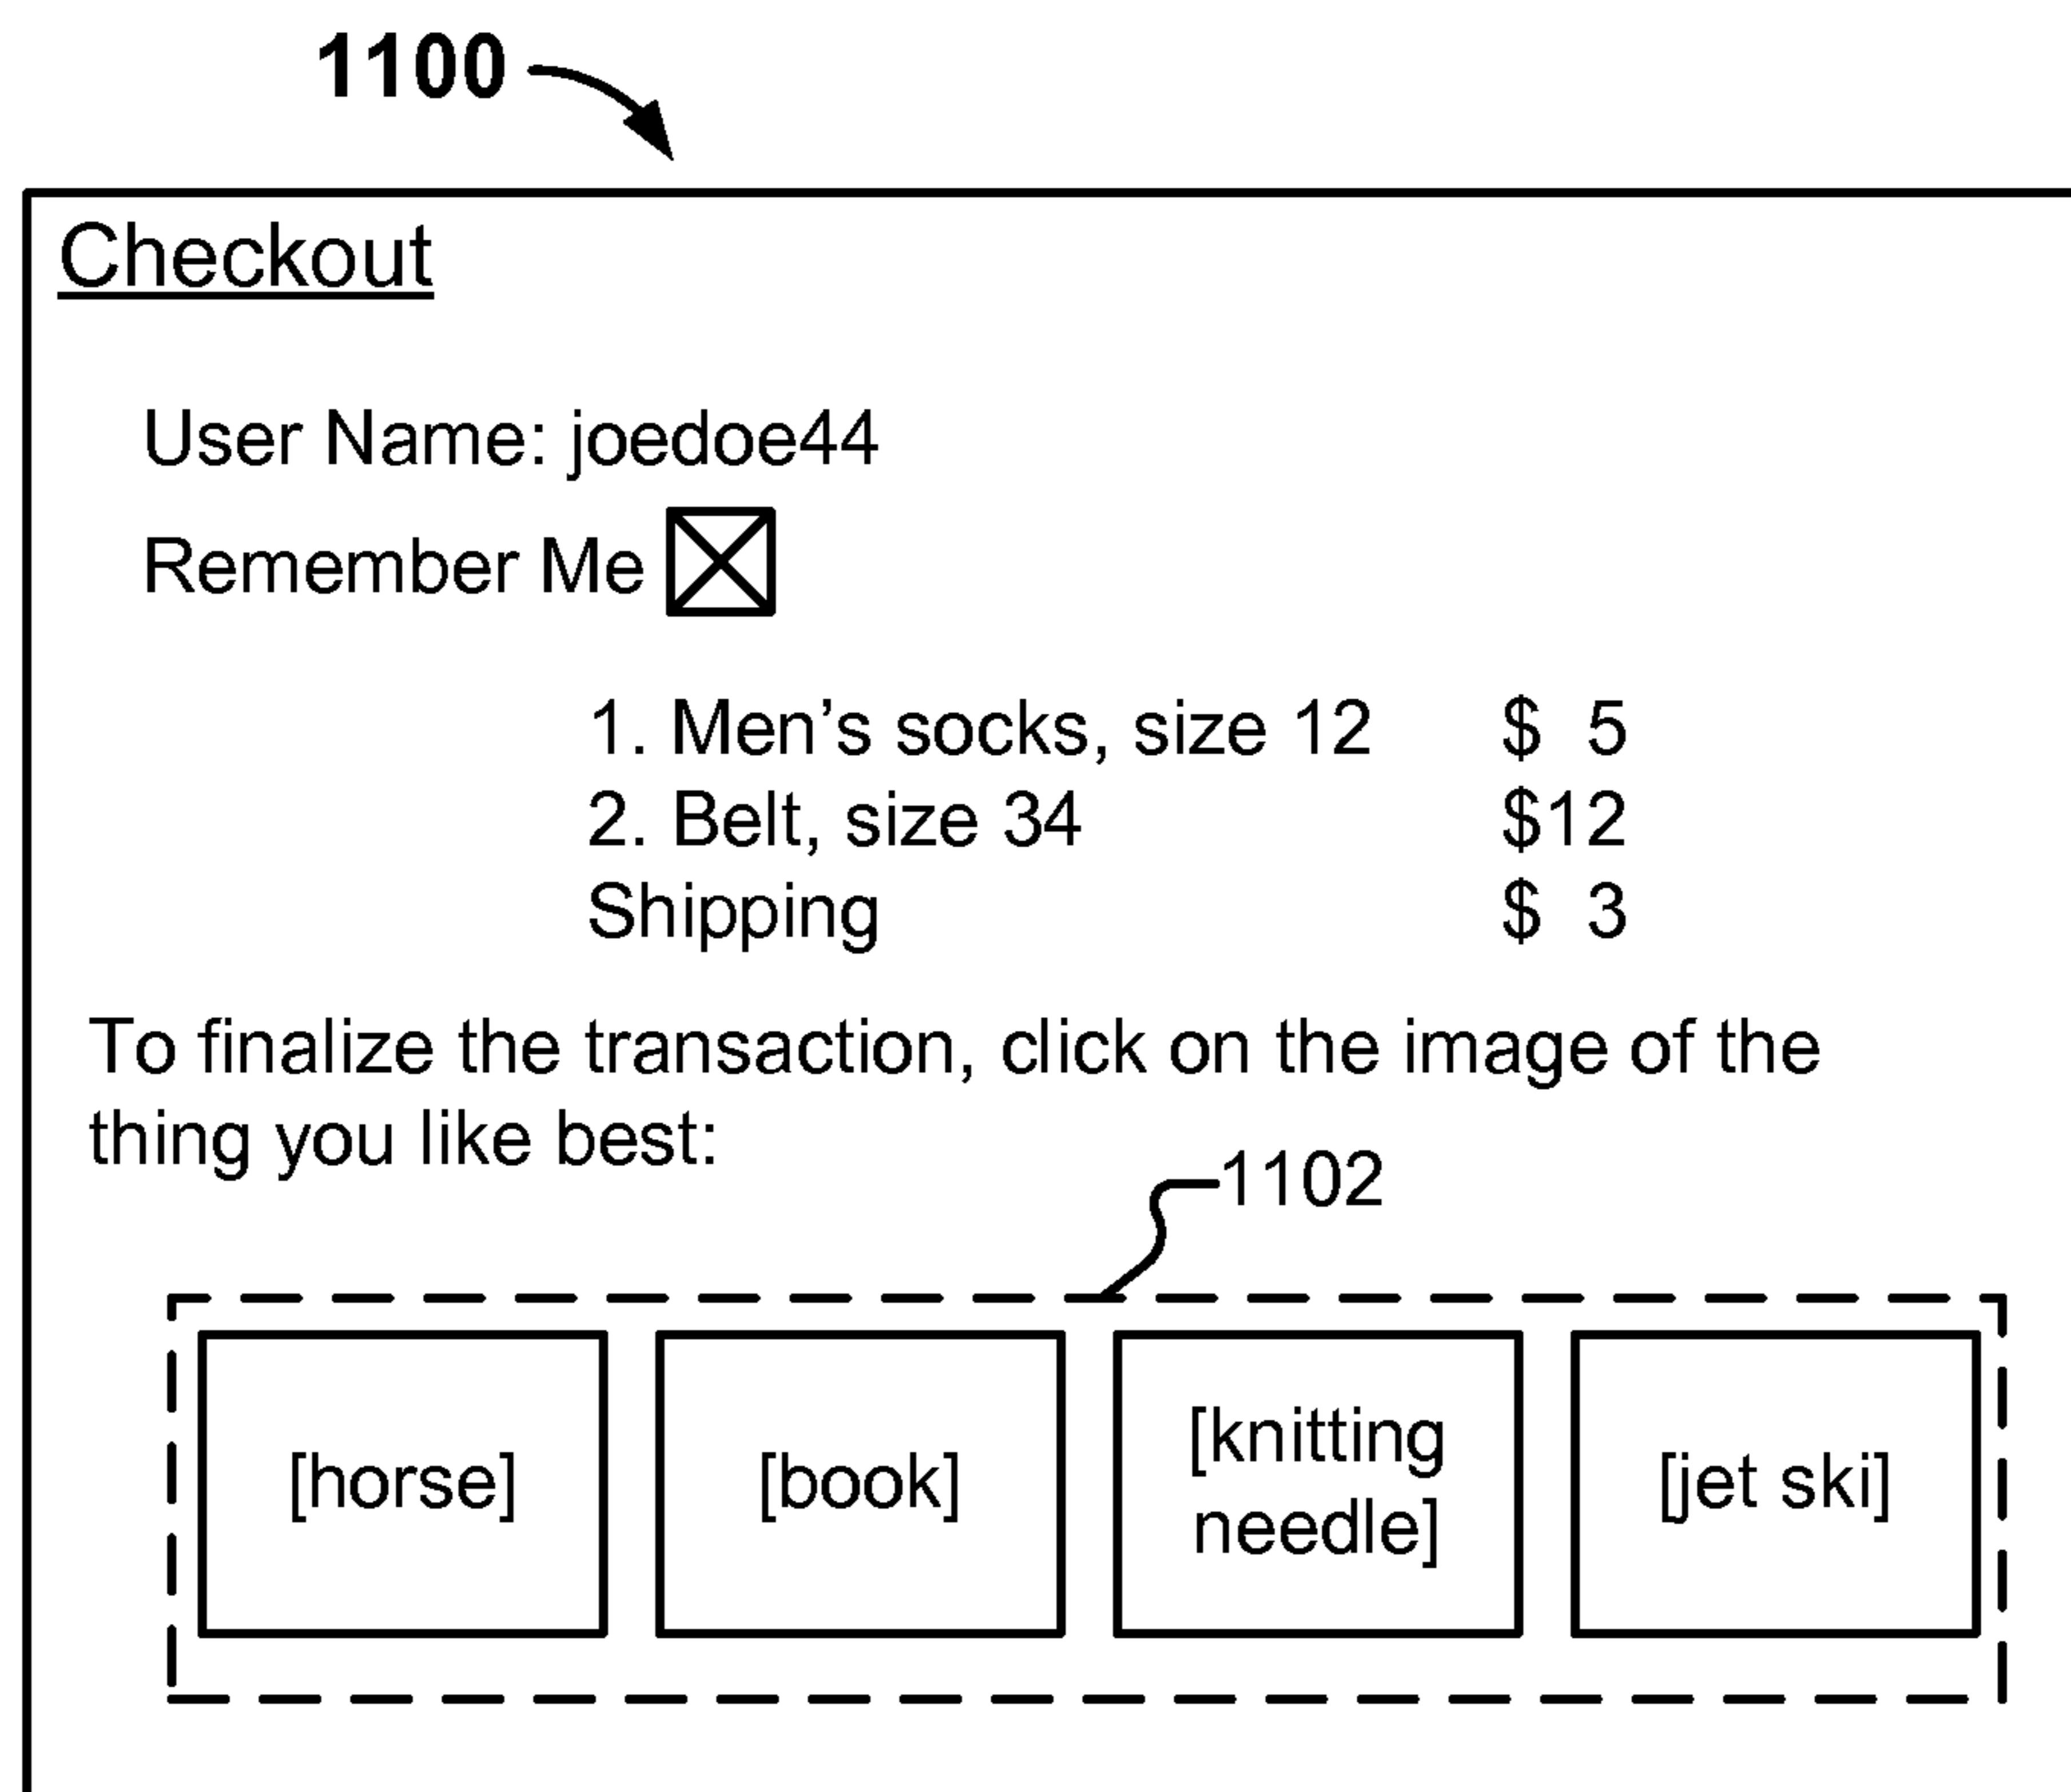 1100
Checkout
User Name: joedoe44
Remember Me
1. Men’s socks, size 12 $ 5
2. Belt, size 34 $12
Shipping $ 3
To finalize the transaction, click on the image of the
thing you like best:
1102
[horse] [book] [knitting needle] [jet ski]